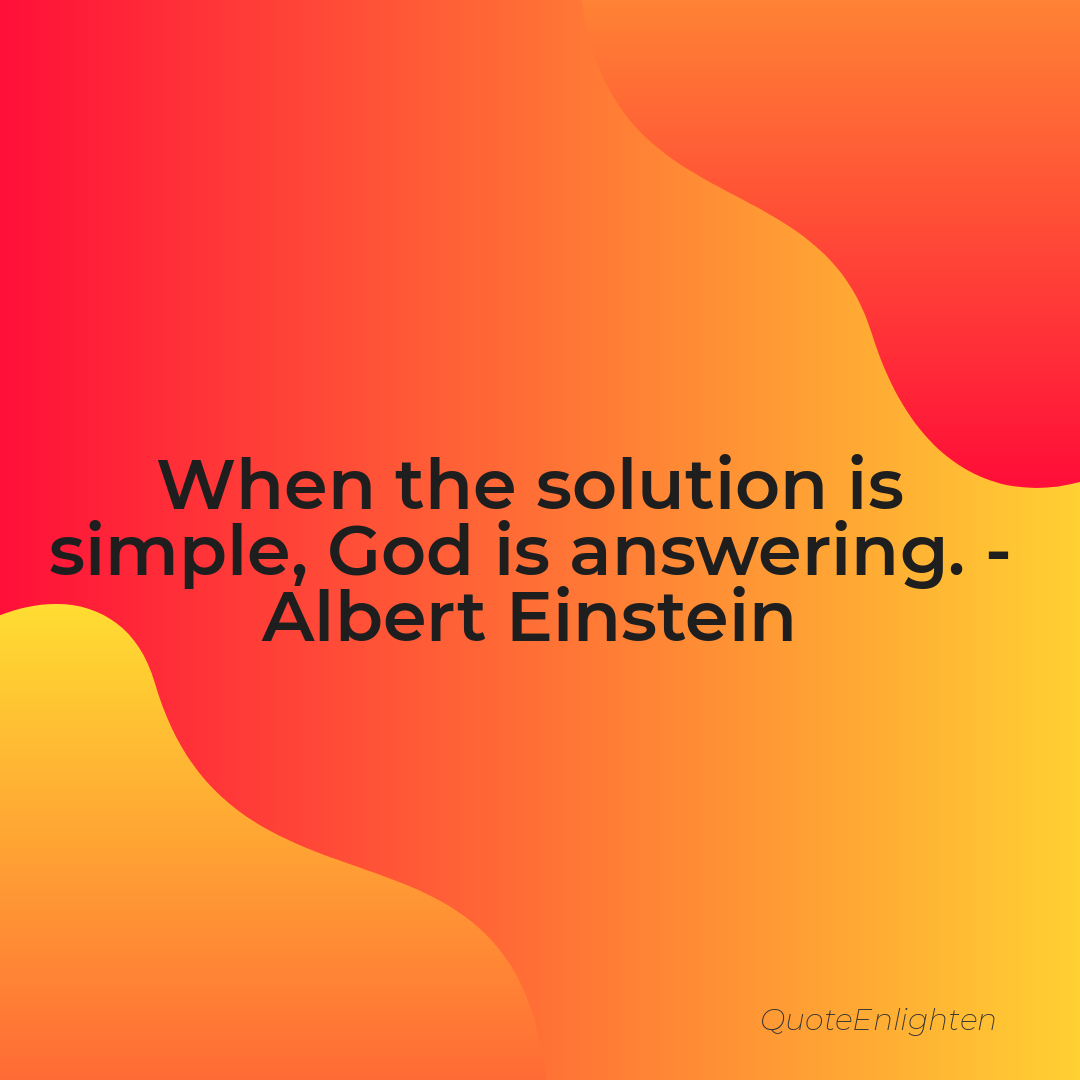 When the solution is
simple, God is answering. -
Albert Einstein
QuoteEnlighten